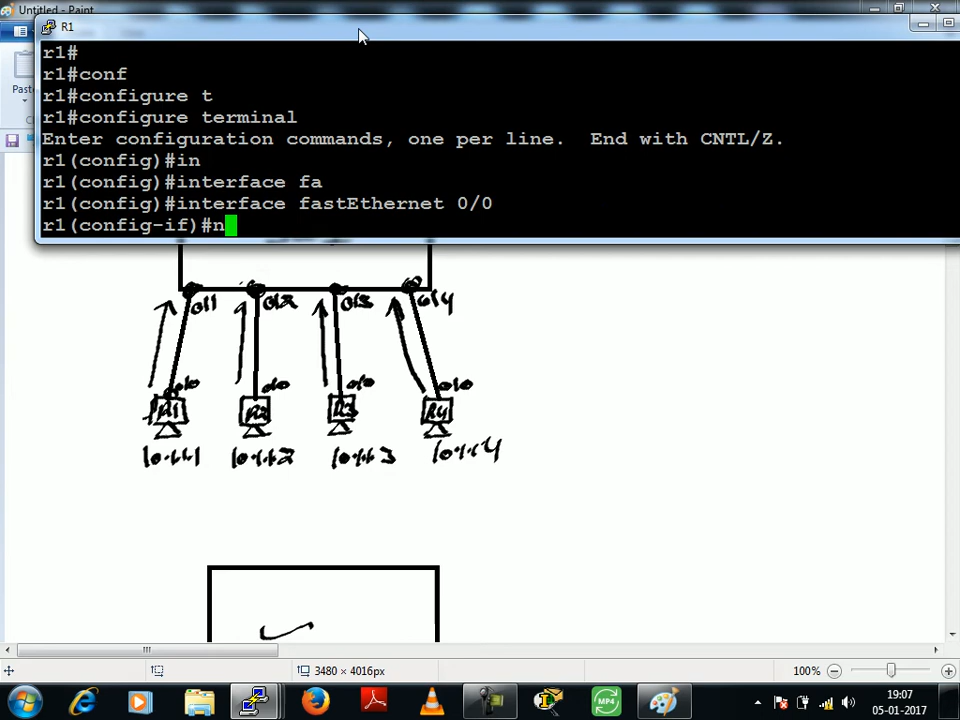 Untitled - Paint
R1
r1#
r1#conf
r1#configure t
r1#configure terminal
Enter configuration commands, one per line.  End with CNTL/Z.
r1(config)#in
r1(config)#interface fa
r1(config)#interface fastEthernet 0/0
r1(config-if)#n
Past
0/1 0/2 0/3 0/4
0/0 0/0 0/0 0/0
R1 R2 R3 R4
10.1.1.1 10.1.1.2 10.1.1.3 10.1.1.4
3480 × 4016px
100%
19:07
05-01-2017